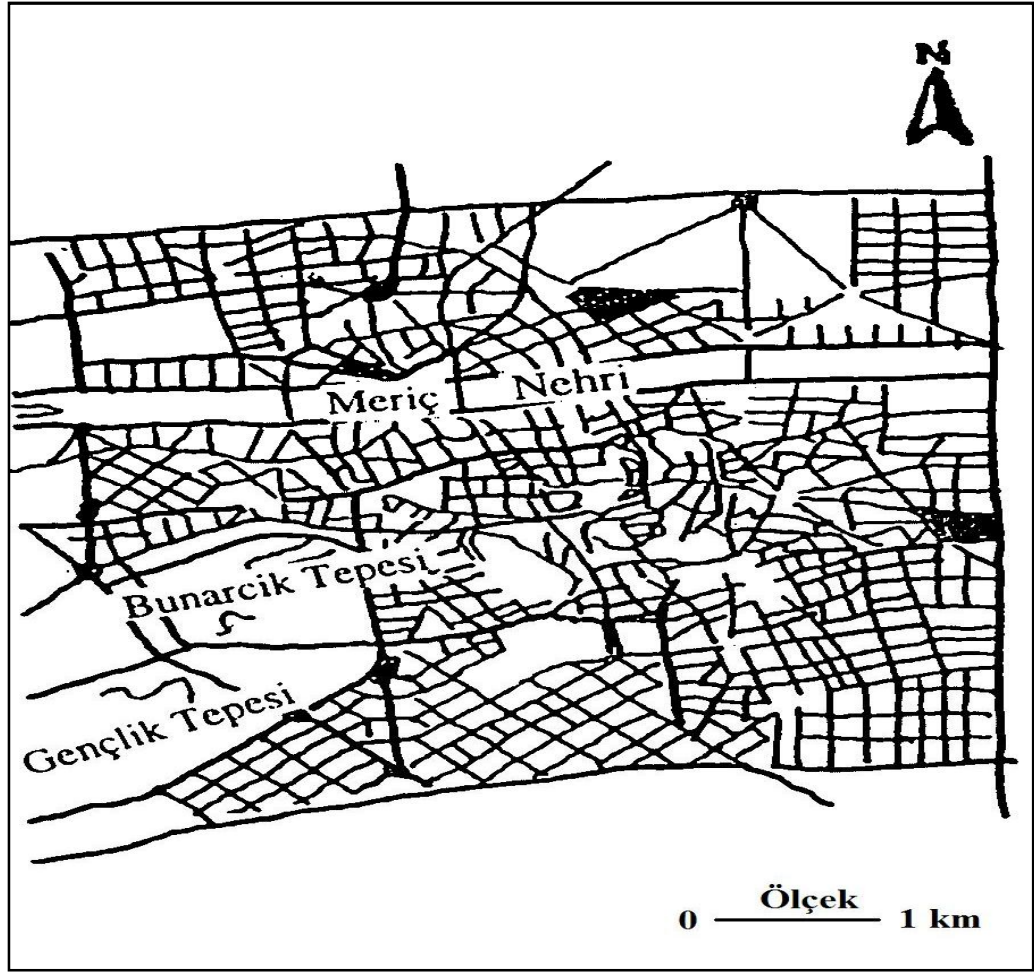 N
Meriç Nehri
Bunarcik Tepesi
Gençlik Tepesi
Ölçek
0 1 km